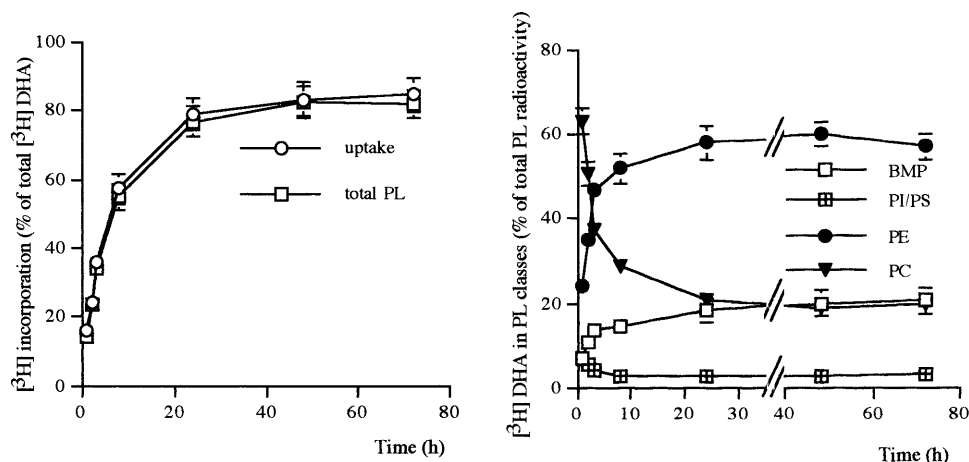 [³H] incorporation (% of total [³H] DHA)
100
80
60
40
20
0
uptake
total PL
0 20 40 60 80
Time (h)
[³H] DHA in PL classes (% of total PL radioactivity)
80
60
40
20
0
BMP
PI/PS
PE
PC
0 10 20 30 40 60 80
Time (h)